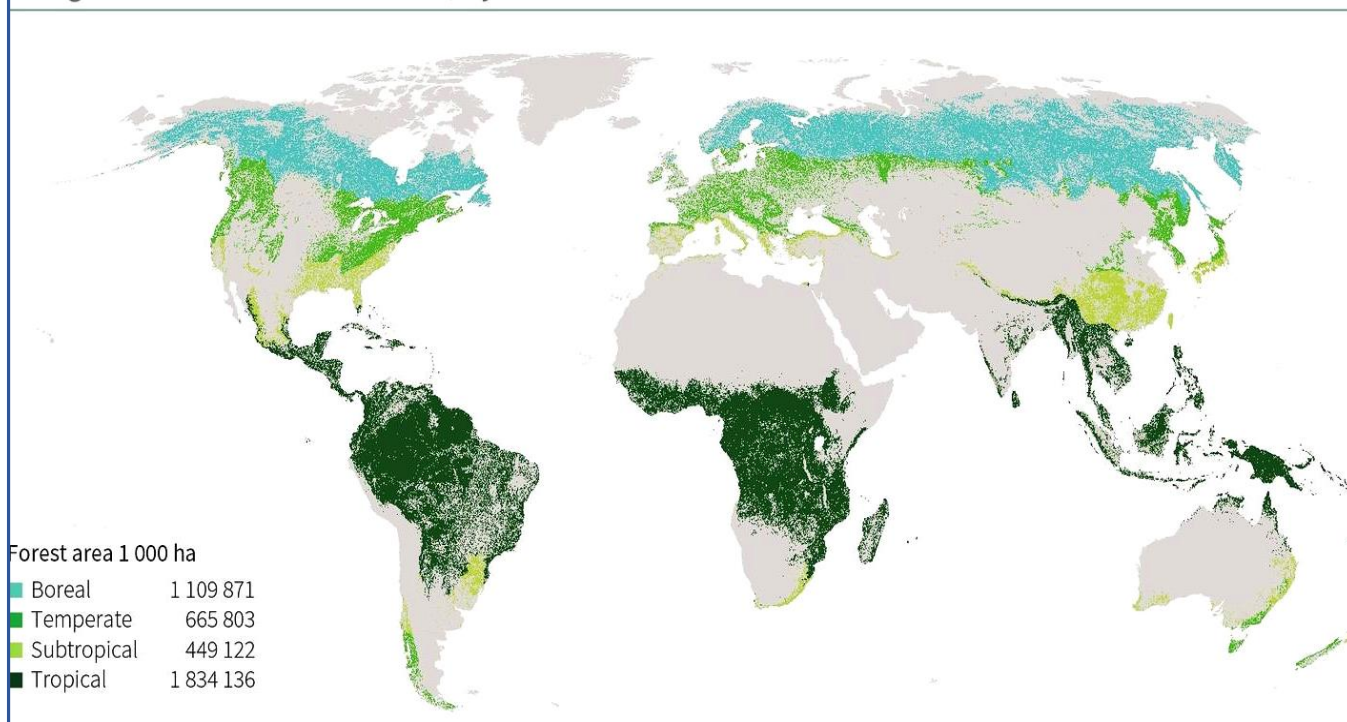 Forest area 1 000 ha
Boreal 1 109 871
Temperate 665 803
Subtropical 449 122
Tropical 1 834 136